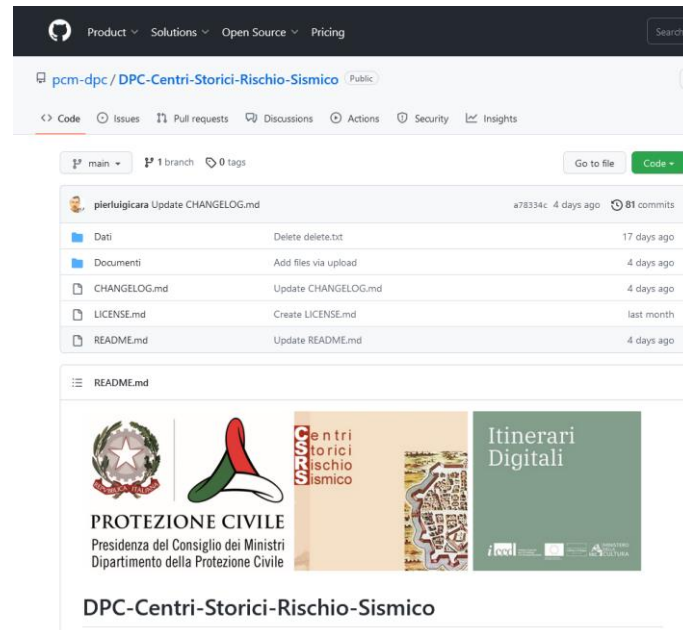 Product Solutions Open Source Pricing
Search
pcm-dpc / DPC-Centri-Storici-Rischio-Sismico Public
<> Code Issues Pull requests Discussions Actions Security Insights
main 1 branch 0 tags Go to file Code
pierluigicara Update CHANGELOG.md a78334c 4 days ago 81 commits
Dati Delete delete.txt 17 days ago
Documenti Add files via upload 4 days ago
CHANGELOG.md Update CHANGELOG.md 4 days ago
LICENSE.md Create LICENSE.md last month
README.md Update README.md 4 days ago
README.md
REPVBBLICA ITALIANA
PROTEZIONE CIVILE
Presidenza del Consiglio dei Ministri
Dipartimento della Protezione Civile
Centri
Storici
Rischio
Sismico
Itinerari
Digitali
iccd
MINISTERO
DELLA
CULTURA
DPC-Centri-Storici-Rischio-Sismico